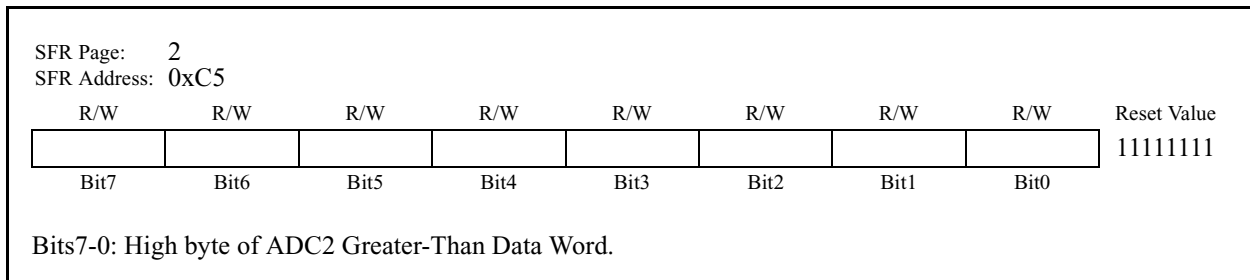 SFR Page: 2
SFR Address: 0xC5
R/W R/W R/W R/W R/W R/W R/W R/W Reset Value
11111111
Bit7 Bit6 Bit5 Bit4 Bit3 Bit2 Bit1 Bit0
Bits7-0: High byte of ADC2 Greater-Than Data Word.